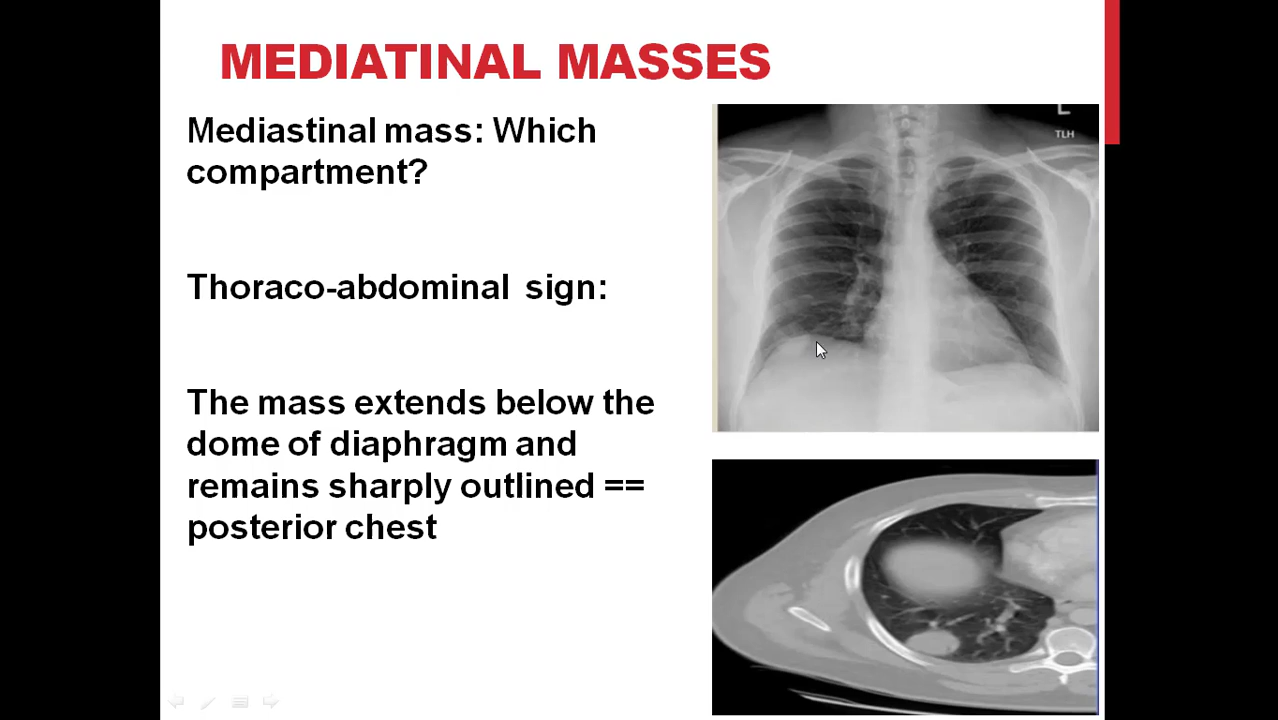 MEDIATINAL MASSES
Mediastinal mass: Which
compartment?
Thoraco-abdominal sign:
The mass extends below the
dome of diaphragm and
remains sharply outlined ==
posterior chest
L
TLH